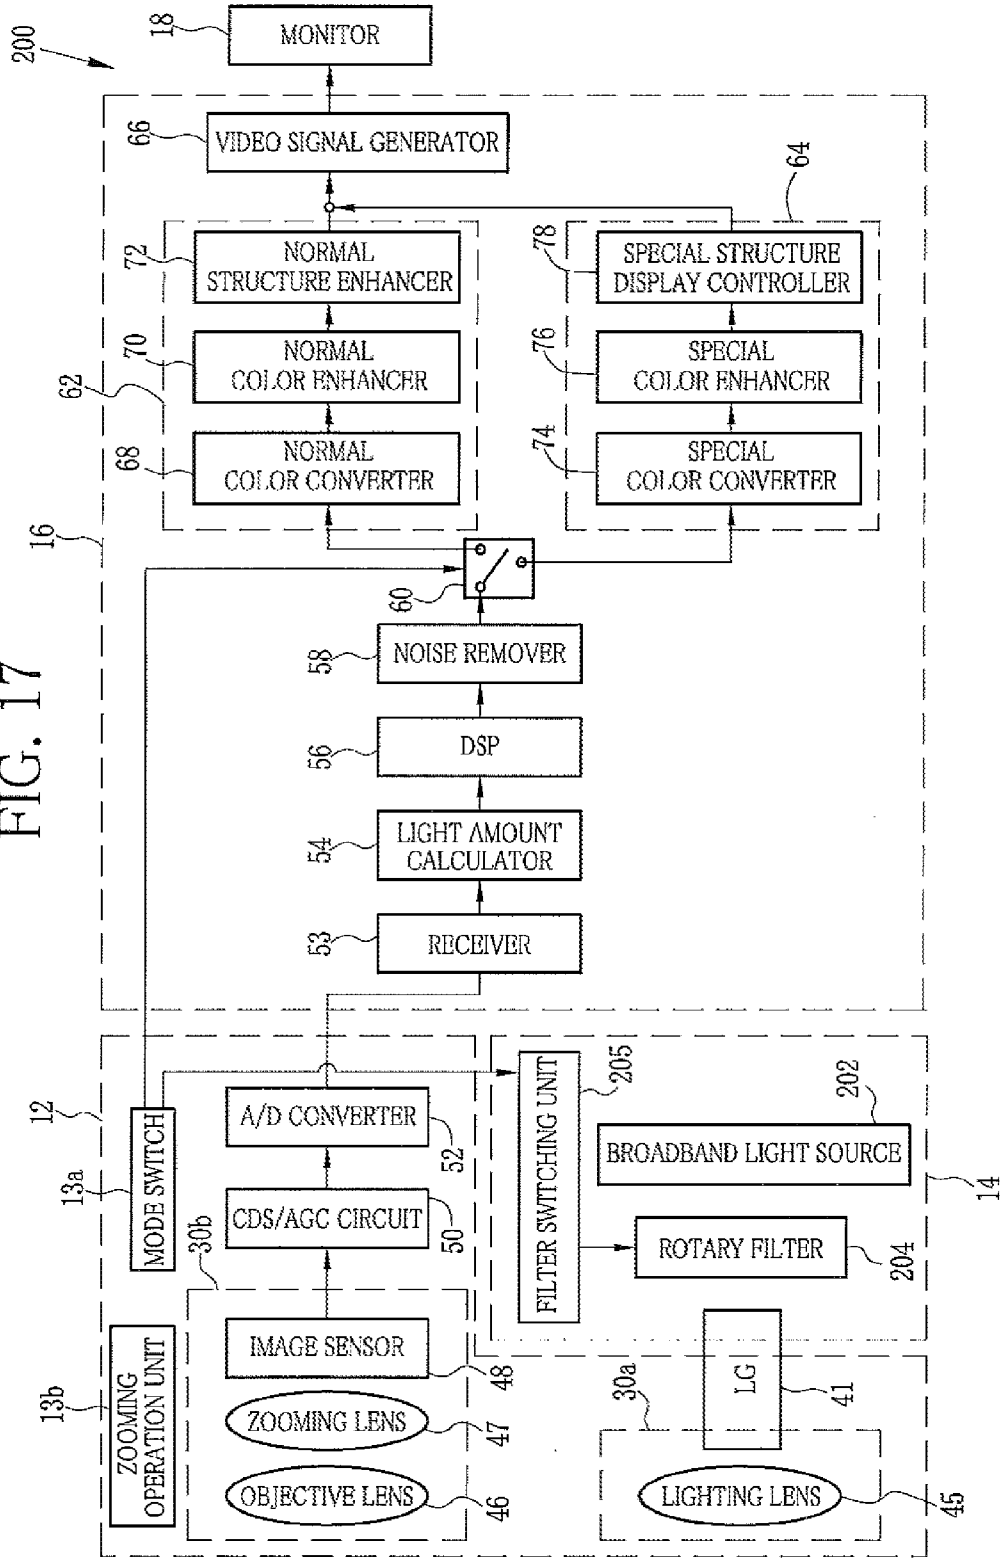 FIG. 17
200
18
MONITOR
66
VIDEO SIGNAL GENERATOR
64
72
NORMAL
STRUCTURE ENHANCER
78
SPECIAL STRUCTURE
DISPLAY CONTROLLER
70
NORMAL
COLOR ENHANCER
76
SPECIAL
COLOR ENHANCER
62
68
NORMAL
COLOR CONVERTER
74
SPECIAL
COLOR CONVERTER
16
60
58
NOISE REMOVER
56
DSP
54
LIGHT AMOUNT
CALCULATOR
53
RECEIVER
12
13a
MODE SWITCH
A/D CONVERTER
52
CDS/AGC CIRCUIT
50
30b
FILTER SWITCHING UNIT
205
202
BROADBAND LIGHT SOURCE
14
ROTARY FILTER
204
13b
ZOOMING
OPERATION UNIT
IMAGE SENSOR
48
ZOOMING LENS
47
OBJECTIVE LENS
46
30a
LG
41
LIGHTING LENS
45